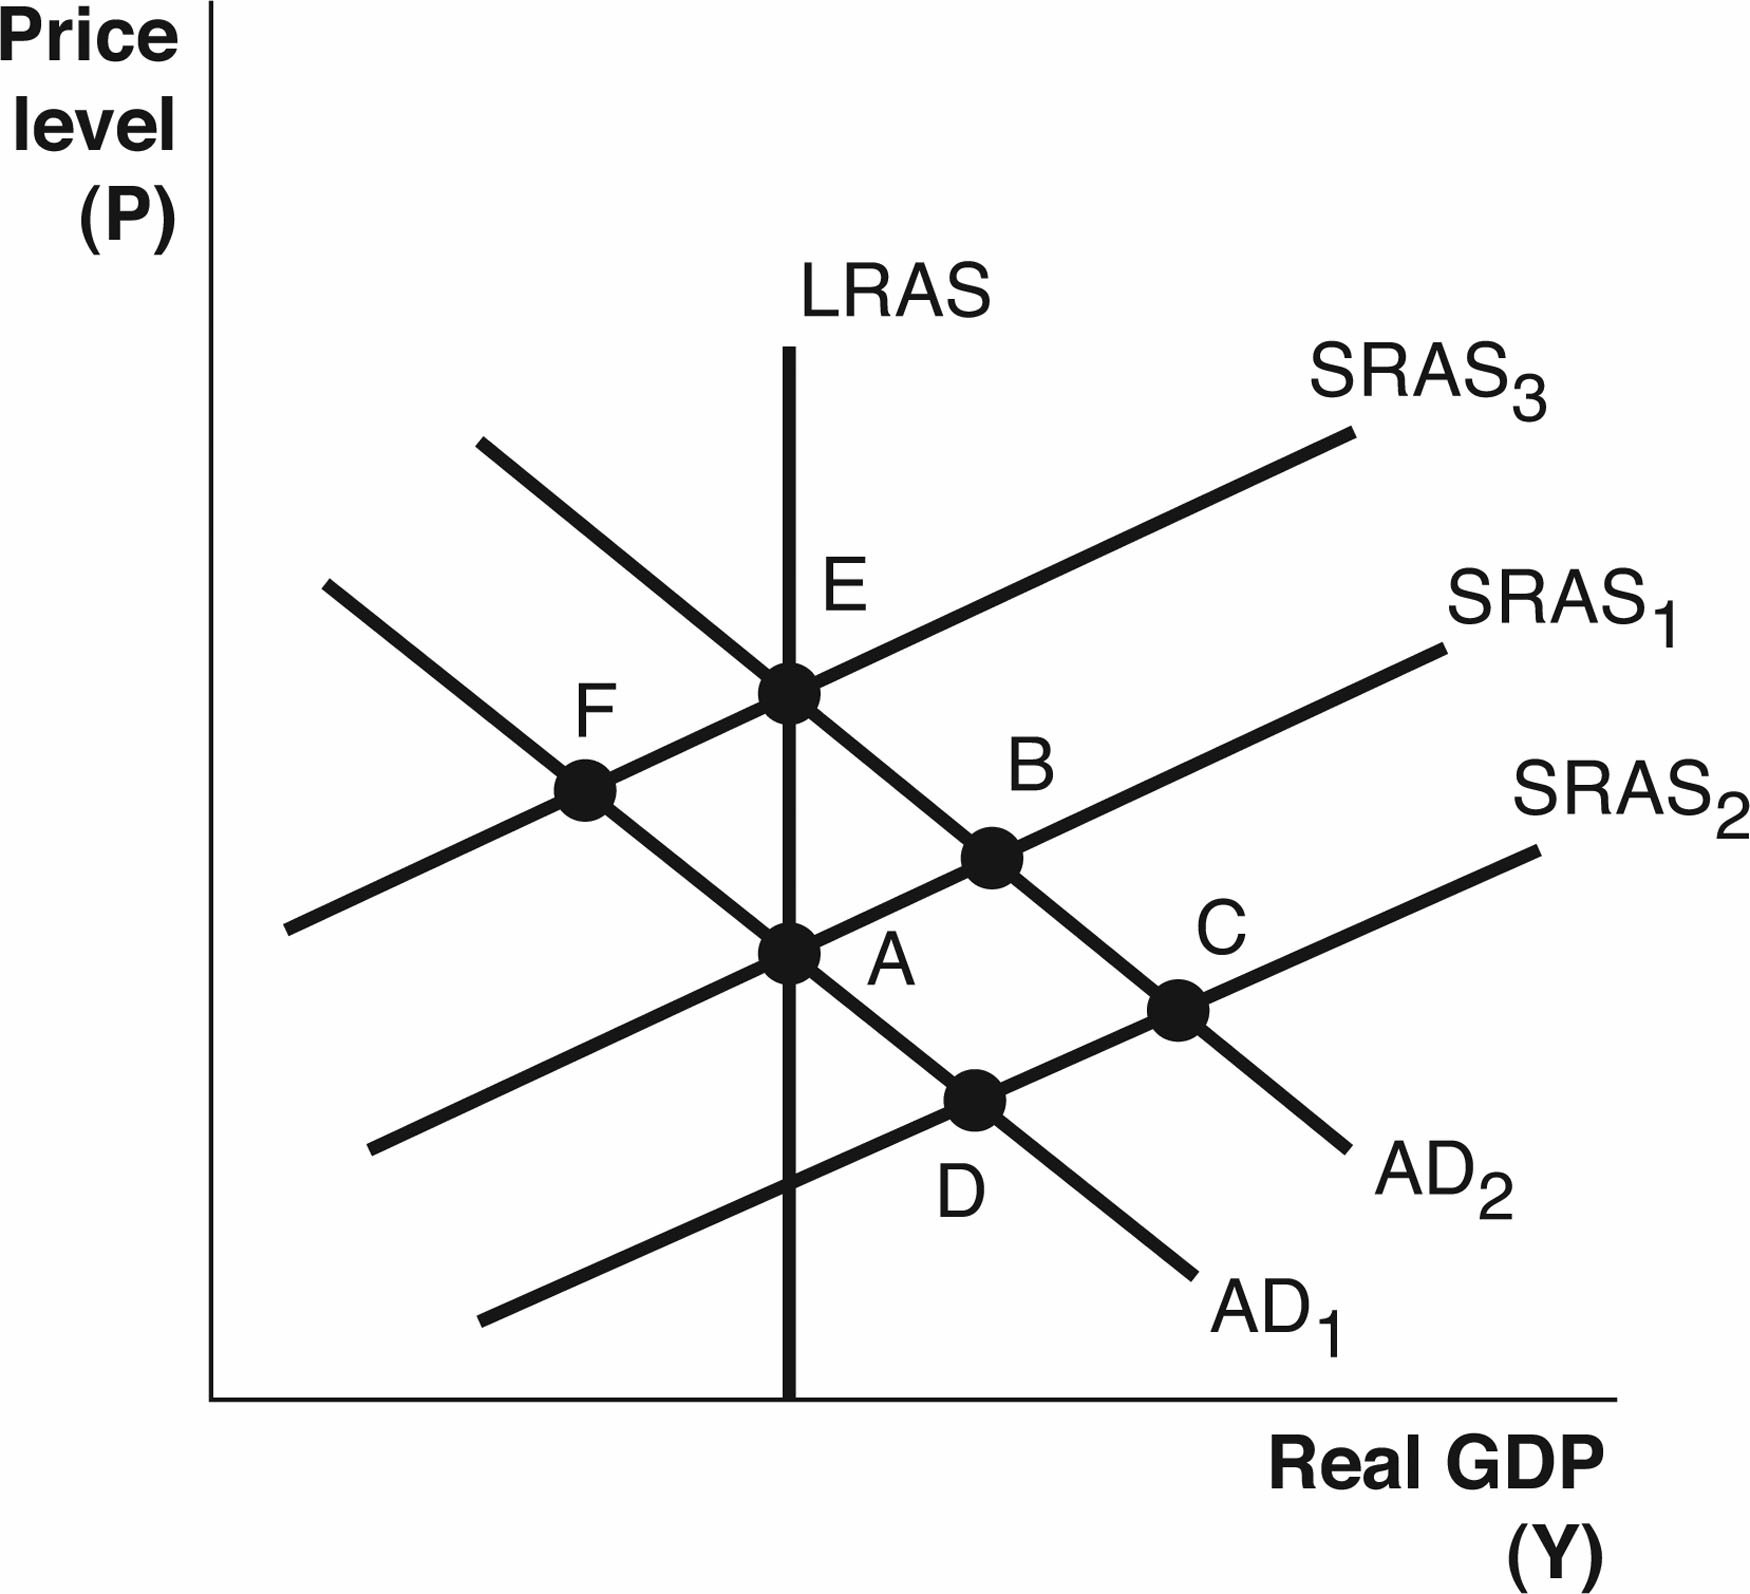 Price
level
(P)
LRAS
SRAS3
E
SRAS1
F
B
SRAS2
C
A
D
AD2
AD1
Real GDP
(Y)